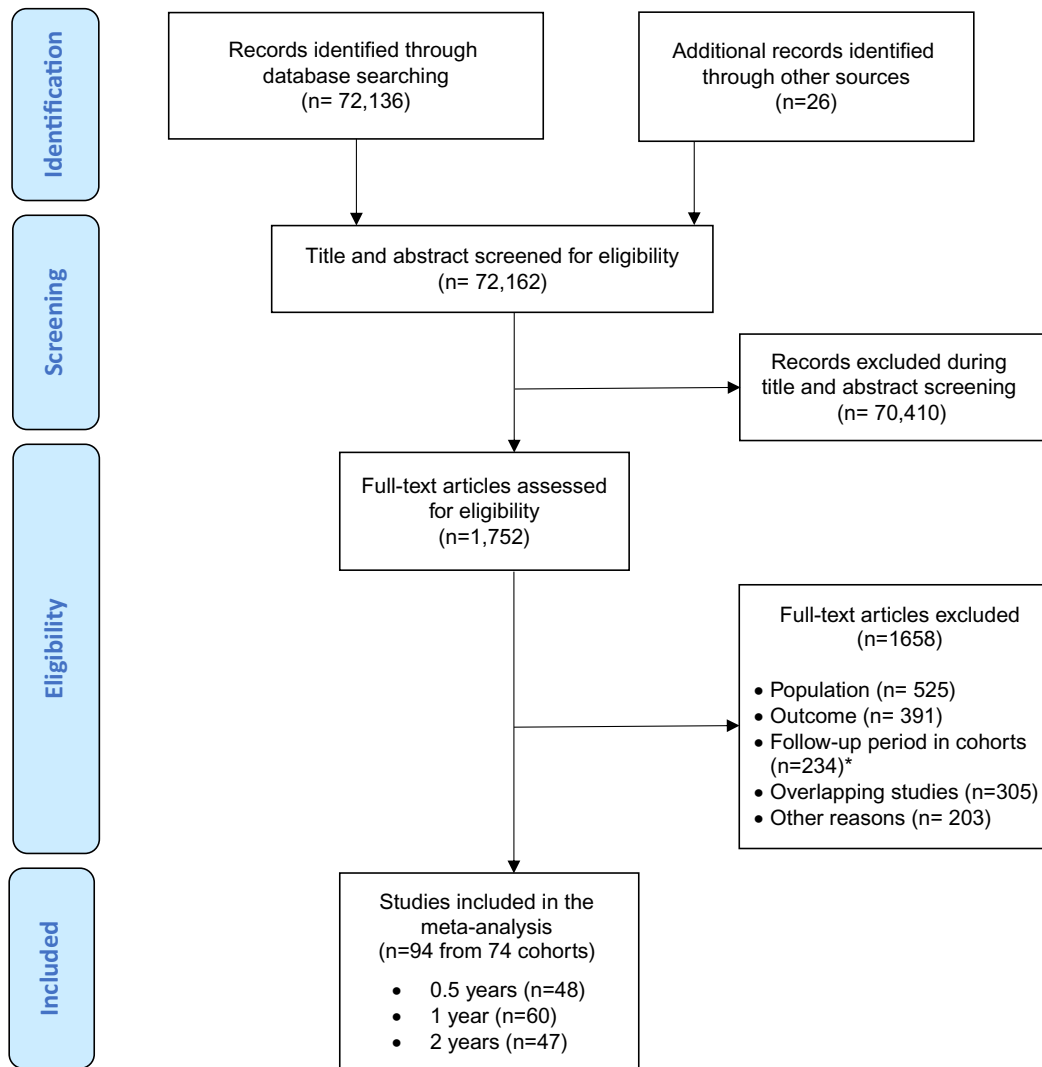 Identification
Records identified through
database searching
(n= 72,136)
Additional records identified
through other sources
(n=26)
Screening
Title and abstract screened for eligibility
(n= 72,162)
Records excluded during
title and abstract screening
(n= 70,410)
Eligibility
Full-text articles assessed
for eligibility
(n=1,752)
Full-text articles excluded
(n=1658)
• Population (n= 525)
• Outcome (n= 391)
• Follow-up period in cohorts
(n=234)*
• Overlapping studies (n=305)
• Other reasons (n= 203)
Included
Studies included in the
meta-analysis
(n=94 from 74 cohorts)
• 0.5 years (n=48)
• 1 year (n=60)
• 2 years (n=47)